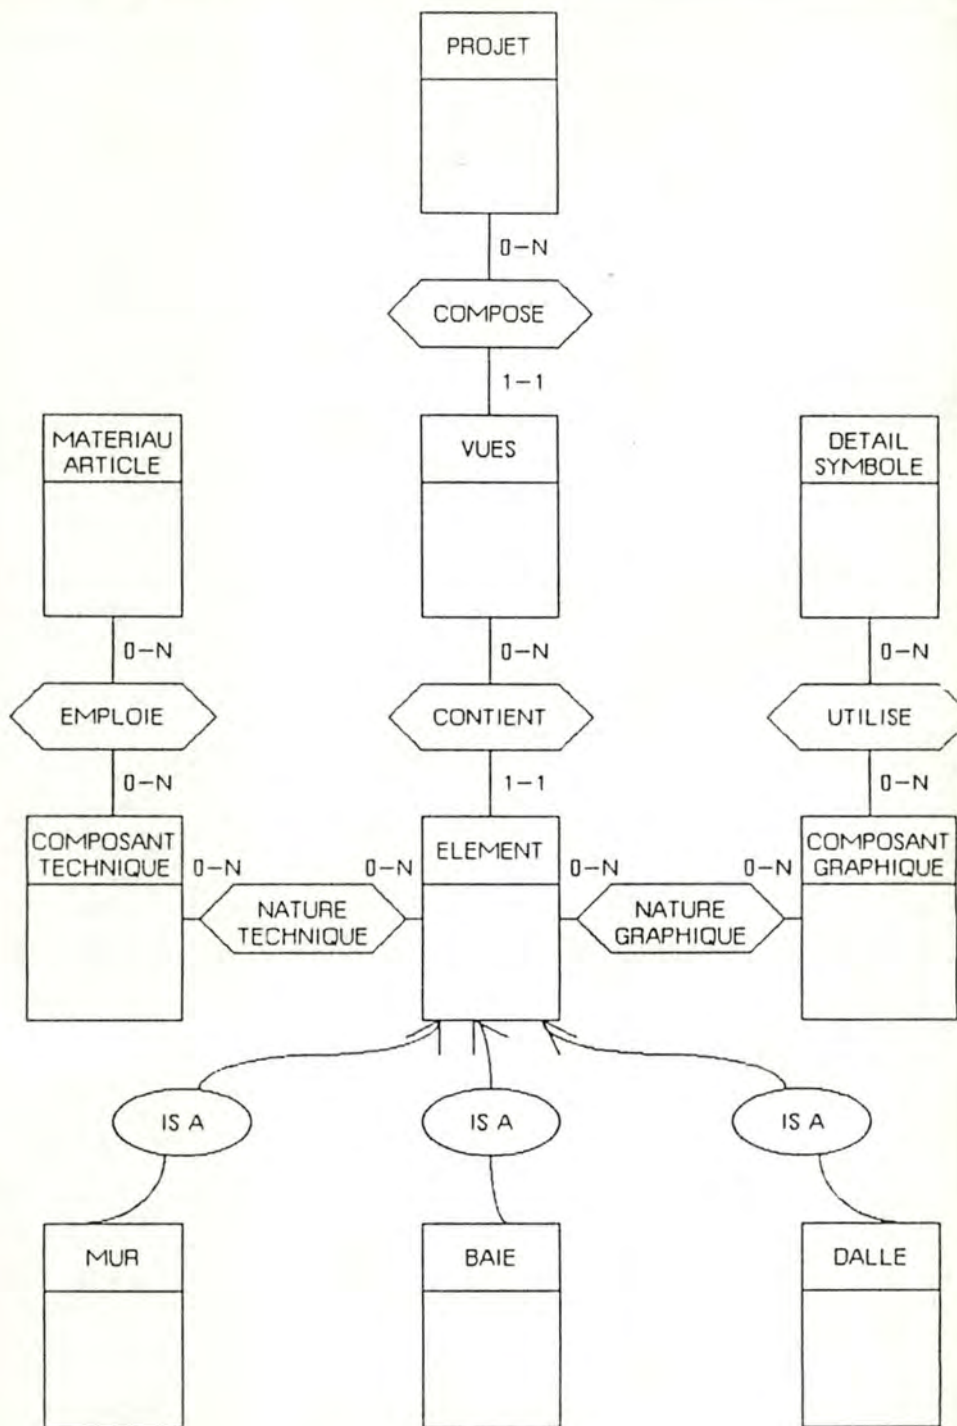 PROJET
0-N
COMPOSE
1-1
MATERIAU
ARTICLE
VUES
DETAIL
SYMBOLE
0-N
0-N
0-N
EMPLOIE
CONTIENT
UTILISE
0-N
1-1
0-N
COMPOSANT
TECHNIQUE
0-N
0-N
ELEMENT
0-N
0-N
COMPOSANT
GRAPHIQUE
NATURE
TECHNIQUE
NATURE
GRAPHIQUE
IS A
IS A
IS A
MUR
BAIE
DALLE